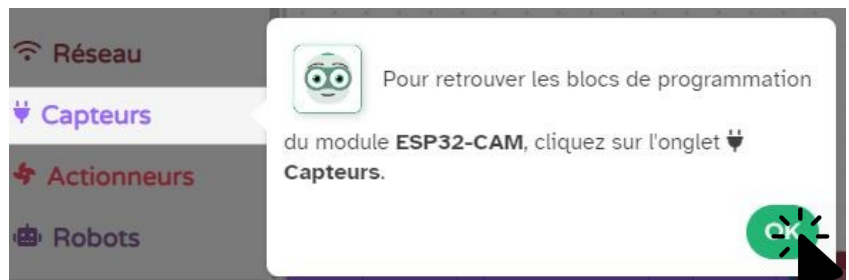 Réseau
Capteurs
Actionneurs
Robots
Pour retrouver les blocs de programmation
du module ESP32-CAM, cliquez sur l'onglet
Capteurs.
OK